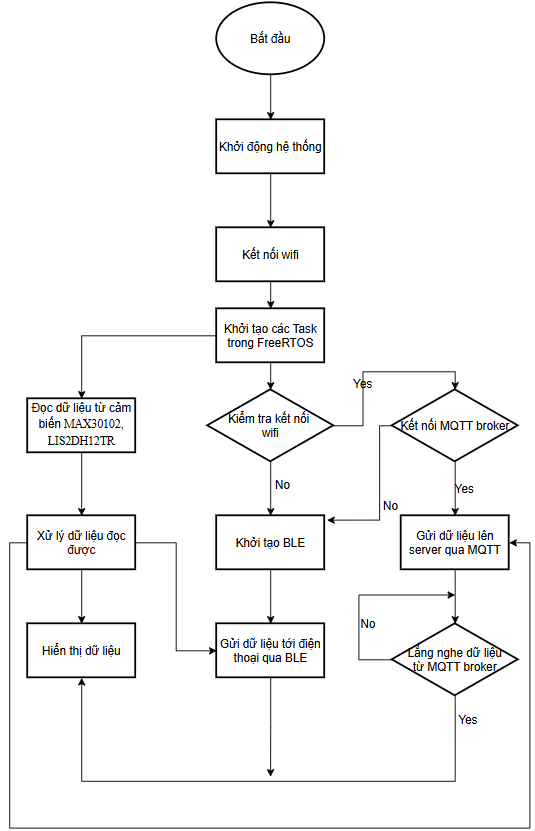 Bắt đầu
Khởi động hệ thống
Kết nối wifi
Khởi tạo các Task
trong FreeRTOS
Yes
Đọc dữ liệu từ cảm
biến MAX30102,
LIS2DH12TR
Kiểm tra kết nối
wifi
Kết nối MQTT broker
No
Yes
No
Xử lý dữ liệu đọc
được
Khởi tạo BLE
Gửi dữ liệu lên
server qua MQTT
No
Hiển thị dữ liệu
Gửi dữ liệu tới điện
thoại qua BLE
Lắng nghe dữ liệu
từ MQTT broker
Yes